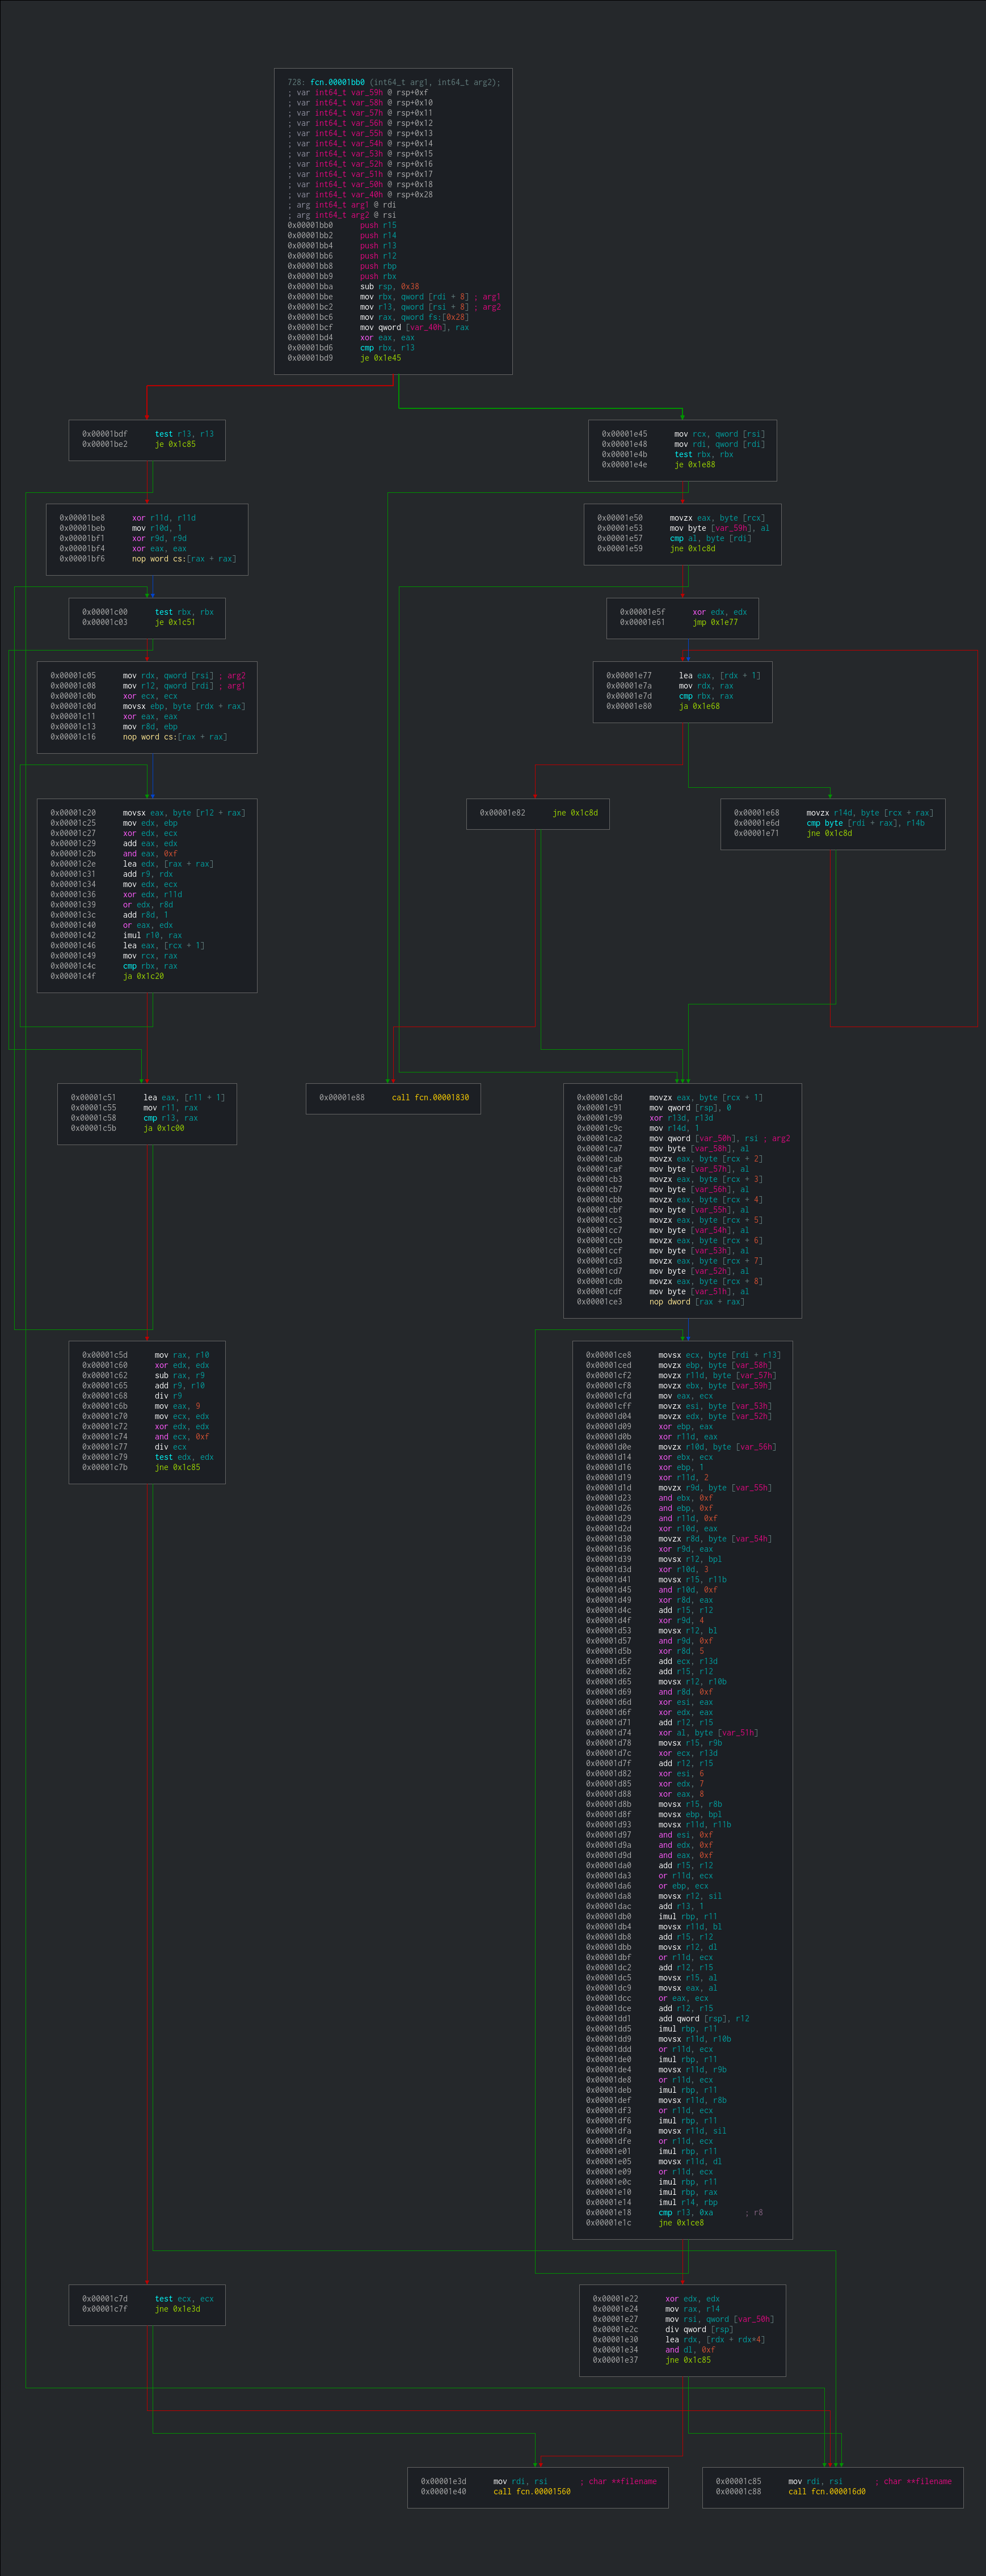 728: fcn.00001bb0 (int64_t arg1, int64_t arg2);
; var int64_t var_59h @ rsp+0xf
; var int64_t var_58h @ rsp+0x10
; var int64_t var_57h @ rsp+0x11
; var int64_t var_56h @ rsp+0x12
; var int64_t var_55h @ rsp+0x13
; var int64_t var_54h @ rsp+0x14
; var int64_t var_53h @ rsp+0x15
; var int64_t var_52h @ rsp+0x16
; var int64_t var_51h @ rsp+0x17
; var int64_t var_50h @ rsp+0x18
; var int64_t var_40h @ rsp+0x28
; arg int64_t arg1 @ rdi
; arg int64_t arg2 @ rsi
0x00001bb0 push r15
0x00001bb2 push r14
0x00001bb4 push r13
0x00001bb6 push r12
0x00001bb8 push rbp
0x00001bb9 push rbx
0x00001bba sub rsp, 0x38
0x00001bbe mov rbx, qword [rdi + 8] ; arg1
0x00001bc2 mov r13, qword [rsi + 8] ; arg2
0x00001bc6 mov rax, qword fs:[0x28]
0x00001bcf mov qword [var_40h], rax
0x00001bd4 xor eax, eax
0x00001bd6 cmp rbx, r13
0x00001bd9 je 0x1e45
0x00001bdf test r13, r13
0x00001be2 je 0x1c85
0x00001e45 mov rcx, qword [rsi]
0x00001e48 mov rdi, qword [rdi]
0x00001e4b test rbx, rbx
0x00001e4e je 0x1e88
0x00001be8 xor r11d, r11d
0x00001beb mov r10d, 1
0x00001bf1 xor r9d, r9d
0x00001bf4 xor eax, eax
0x00001bf6 nop word cs:[rax + rax]
0x00001e50 movzx eax, byte [rcx]
0x00001e53 mov byte [var_59h], al
0x00001e57 cmp al, byte [rdi]
0x00001e59 jne 0x1c8d
0x00001c00 test rbx, rbx
0x00001c03 je 0x1c51
0x00001e5f xor edx, edx
0x00001e61 jmp 0x1e77
0x00001c05 mov rdx, qword [rsi] ; arg2
0x00001c08 mov r12, qword [rdi] ; arg1
0x00001c0b xor ecx, ecx
0x00001c0d movsx ebp, byte [rdx + rax]
0x00001c11 xor eax, eax
0x00001c13 mov r8d, ebp
0x00001c16 nop word cs:[rax + rax]
0x00001e77 lea eax, [rdx + 1]
0x00001e7a mov rdx, rax
0x00001e7d cmp rbx, rax
0x00001e80 ja 0x1e68
0x00001c20 movsx eax, byte [r12 + rax]
0x00001c25 mov edx, ebp
0x00001c27 xor edx, ecx
0x00001c29 add eax, edx
0x00001c2b and eax, 0xf
0x00001c2e lea edx, [rax + rax]
0x00001c31 add r9, rdx
0x00001c34 mov edx, ecx
0x00001c36 xor edx, r11d
0x00001c39 or edx, r8d
0x00001c3c add r8d, 1
0x00001c40 or eax, edx
0x00001c42 imul r10, rax
0x00001c46 lea eax, [rcx + 1]
0x00001c49 mov rcx, rax
0x00001c4c cmp rbx, rax
0x00001c4f ja 0x1c20
0x00001e82 jne 0x1c8d
0x00001e68 movzx r14d, byte [rcx + rax]
0x00001e6d cmp byte [rdi + rax], r14b
0x00001e71 jne 0x1c8d
0x00001c51 lea eax, [r11 + 1]
0x00001c55 mov r11, rax
0x00001c58 cmp r13, rax
0x00001c5b ja 0x1c00
0x00001e88 call fcn.00001830
0x00001c8d movzx eax, byte [rcx + 1]
0x00001c91 mov qword [rsp], 0
0x00001c99 xor r13d, r13d
0x00001c9c mov r14d, 1
0x00001ca2 mov qword [var_50h], rsi ; arg2
0x00001ca7 mov byte [var_58h], al
0x00001cab movzx eax, byte [rcx + 2]
0x00001caf mov byte [var_57h], al
0x00001cb3 movzx eax, byte [rcx + 3]
0x00001cb7 mov byte [var_56h], al
0x00001cbb movzx eax, byte [rcx + 4]
0x00001cbf mov byte [var_55h], al
0x00001cc3 movzx eax, byte [rcx + 5]
0x00001cc7 mov byte [var_54h], al
0x00001ccb movzx eax, byte [rcx + 6]
0x00001ccf mov byte [var_53h], al
0x00001cd3 movzx eax, byte [rcx + 7]
0x00001cd7 mov byte [var_52h], al
0x00001cdb movzx eax, byte [rcx + 8]
0x00001cdf mov byte [var_51h], al
0x00001ce3 nop dword [rax + rax]
0x00001c5d mov rax, r10
0x00001c60 xor edx, edx
0x00001c62 sub rax, r9
0x00001c65 add r9, r10
0x00001c68 div r9
0x00001c6b mov eax, 9
0x00001c70 mov ecx, edx
0x00001c72 xor edx, edx
0x00001c74 and ecx, 0xf
0x00001c77 div ecx
0x00001c79 test edx, edx
0x00001c7b jne 0x1c85
0x00001ce8 movsx ecx, byte [rdi + r13]
0x00001ced movzx ebp, byte [var_58h]
0x00001cf2 movzx r11d, byte [var_57h]
0x00001cf8 movzx ebx, byte [var_59h]
0x00001cfd mov eax, ecx
0x00001cff movzx esi, byte [var_53h]
0x00001d04 movzx edx, byte [var_52h]
0x00001d09 xor ebp, eax
0x00001d0b xor r11d, eax
0x00001d0e movzx r10d, byte [var_56h]
0x00001d14 xor ebx, ecx
0x00001d16 xor ebp, 1
0x00001d19 xor r11d, 2
0x00001d1d movzx r9d, byte [var_55h]
0x00001d23 and ebx, 0xf
0x00001d26 and ebp, 0xf
0x00001d29 and r11d, 0xf
0x00001d2d xor r10d, eax
0x00001d30 movzx r8d, byte [var_54h]
0x00001d36 xor r9d, eax
0x00001d39 movsx r12, bpl
0x00001d3d xor r10d, 3
0x00001d41 movsx r15, r11b
0x00001d45 and r10d, 0xf
0x00001d49 xor r8d, eax
0x00001d4c add r15, r12
0x00001d4f xor r9d, 4
0x00001d53 movsx r12, bl
0x00001d57 and r9d, 0xf
0x00001d5b xor r8d, 5
0x00001d5f add ecx, r13d
0x00001d62 add r15, r12
0x00001d65 movsx r12, r10b
0x00001d69 and r8d, 0xf
0x00001d6d xor esi, eax
0x00001d6f xor edx, eax
0x00001d71 add r12, r15
0x00001d74 xor al, byte [var_51h]
0x00001d78 movsx r15, r9b
0x00001d7c xor ecx, r13d
0x00001d7f add r12, r15
0x00001d82 xor esi, 6
0x00001d85 xor edx, 7
0x00001d88 xor eax, 8
0x00001d8b movsx r15, r8b
0x00001d8f movsx ebp, bpl
0x00001d93 movsx r11d, r11b
0x00001d97 and esi, 0xf
0x00001d9a and edx, 0xf
0x00001d9d and eax, 0xf
0x00001da0 add r15, r12
0x00001da3 or r11d, ecx
0x00001da6 or ebp, ecx
0x00001da8 movsx r12, sil
0x00001dac add r13, 1
0x00001db0 imul rbp, r11
0x00001db4 movsx r11d, bl
0x00001db8 add r15, r12
0x00001dbb movsx r12, dl
0x00001dbf or r11d, ecx
0x00001dc2 add r12, r15
0x00001dc5 movsx r15, al
0x00001dc9 movsx eax, al
0x00001dcc or eax, ecx
0x00001dce add r12, r15
0x00001dd1 add qword [rsp], r12
0x00001dd5 imul rbp, r11
0x00001dd9 movsx r11d, r10b
0x00001ddd or r11d, ecx
0x00001de0 imul rbp, r11
0x00001de4 movsx r11d, r9b
0x00001de8 or r11d, ecx
0x00001deb imul rbp, r11
0x00001def movsx r11d, r8b
0x00001df3 or r11d, ecx
0x00001df6 imul rbp, r11
0x00001dfa movsx r11d, sil
0x00001dfe or r11d, ecx
0x00001e01 imul rbp, r11
0x00001e05 movsx r11d, dl
0x00001e09 or r11d, ecx
0x00001e0c imul rbp, r11
0x00001e10 imul rbp, rax
0x00001e14 imul r14, rbp
0x00001e18 cmp r13, 0xa ; r8
0x00001e1c jne 0x1ce8
0x00001c7d test ecx, ecx
0x00001c7f jne 0x1e3d
0x00001e22 xor edx, edx
0x00001e24 mov rax, r14
0x00001e27 mov rsi, qword [var_50h]
0x00001e2c div qword [rsp]
0x00001e30 lea rdx, [rdx + rdx*4]
0x00001e34 and dl, 0xf
0x00001e37 jne 0x1c85
0x00001e3d mov rdi, rsi ; char **filename
0x00001e40 call fcn.00001560
0x00001c85 mov rdi, rsi ; char **filename
0x00001c88 call fcn.000016d0